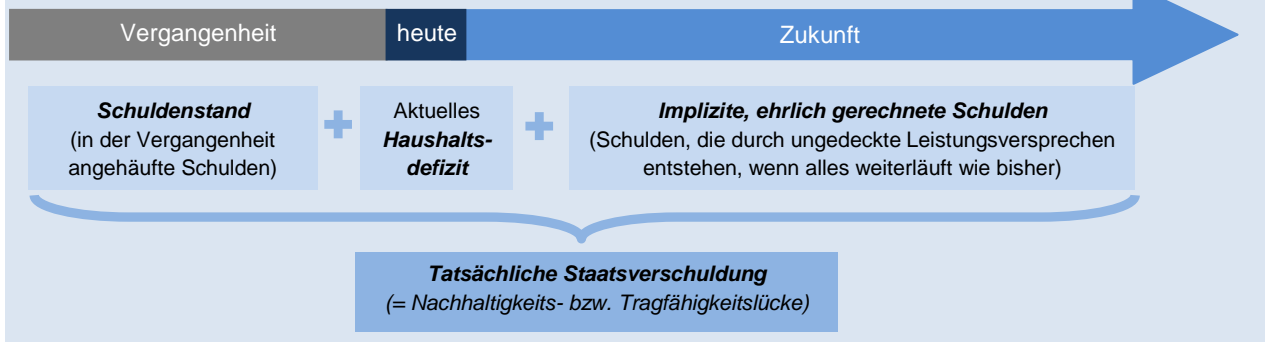 Vergangenheit
heute
Zukunft
Schuldenstand
(in der Vergangenheit
angehäufte Schulden)
Aktuelles
Haushalts-
defizit
Implizite, ehrlich gerechnete Schulden
(Schulden, die durch ungedeckte Leistungsversprechen
entstehen, wenn alles weiterläuft wie bisher)
Tatsächliche Staatsverschuldung
(= Nachhaltigkeits- bzw. Tragfähigkeitslücke)